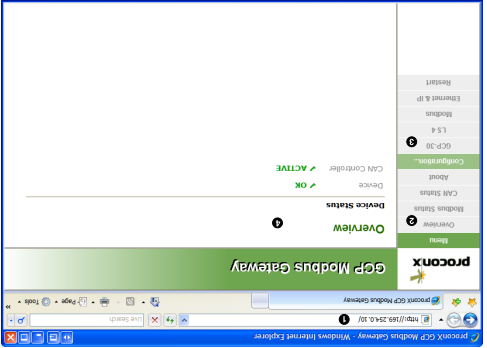 proconX GCP Modbus Gateway - Windows Internet Explorer
http://169.254.0.10/
1
Live Search
proconX GCP Modbus Gateway
Page
Tools
proconx
GCP Modbus Gateway
Menu
Overview
2
Modbus Status
CAN Status
About
Configuration...
GCP-30
3
LS 4
Modbus
Ethernet & IP
Restart
Overview
4
Device Status
Device
✔ OK
CAN Controller
✔ ACTIVE